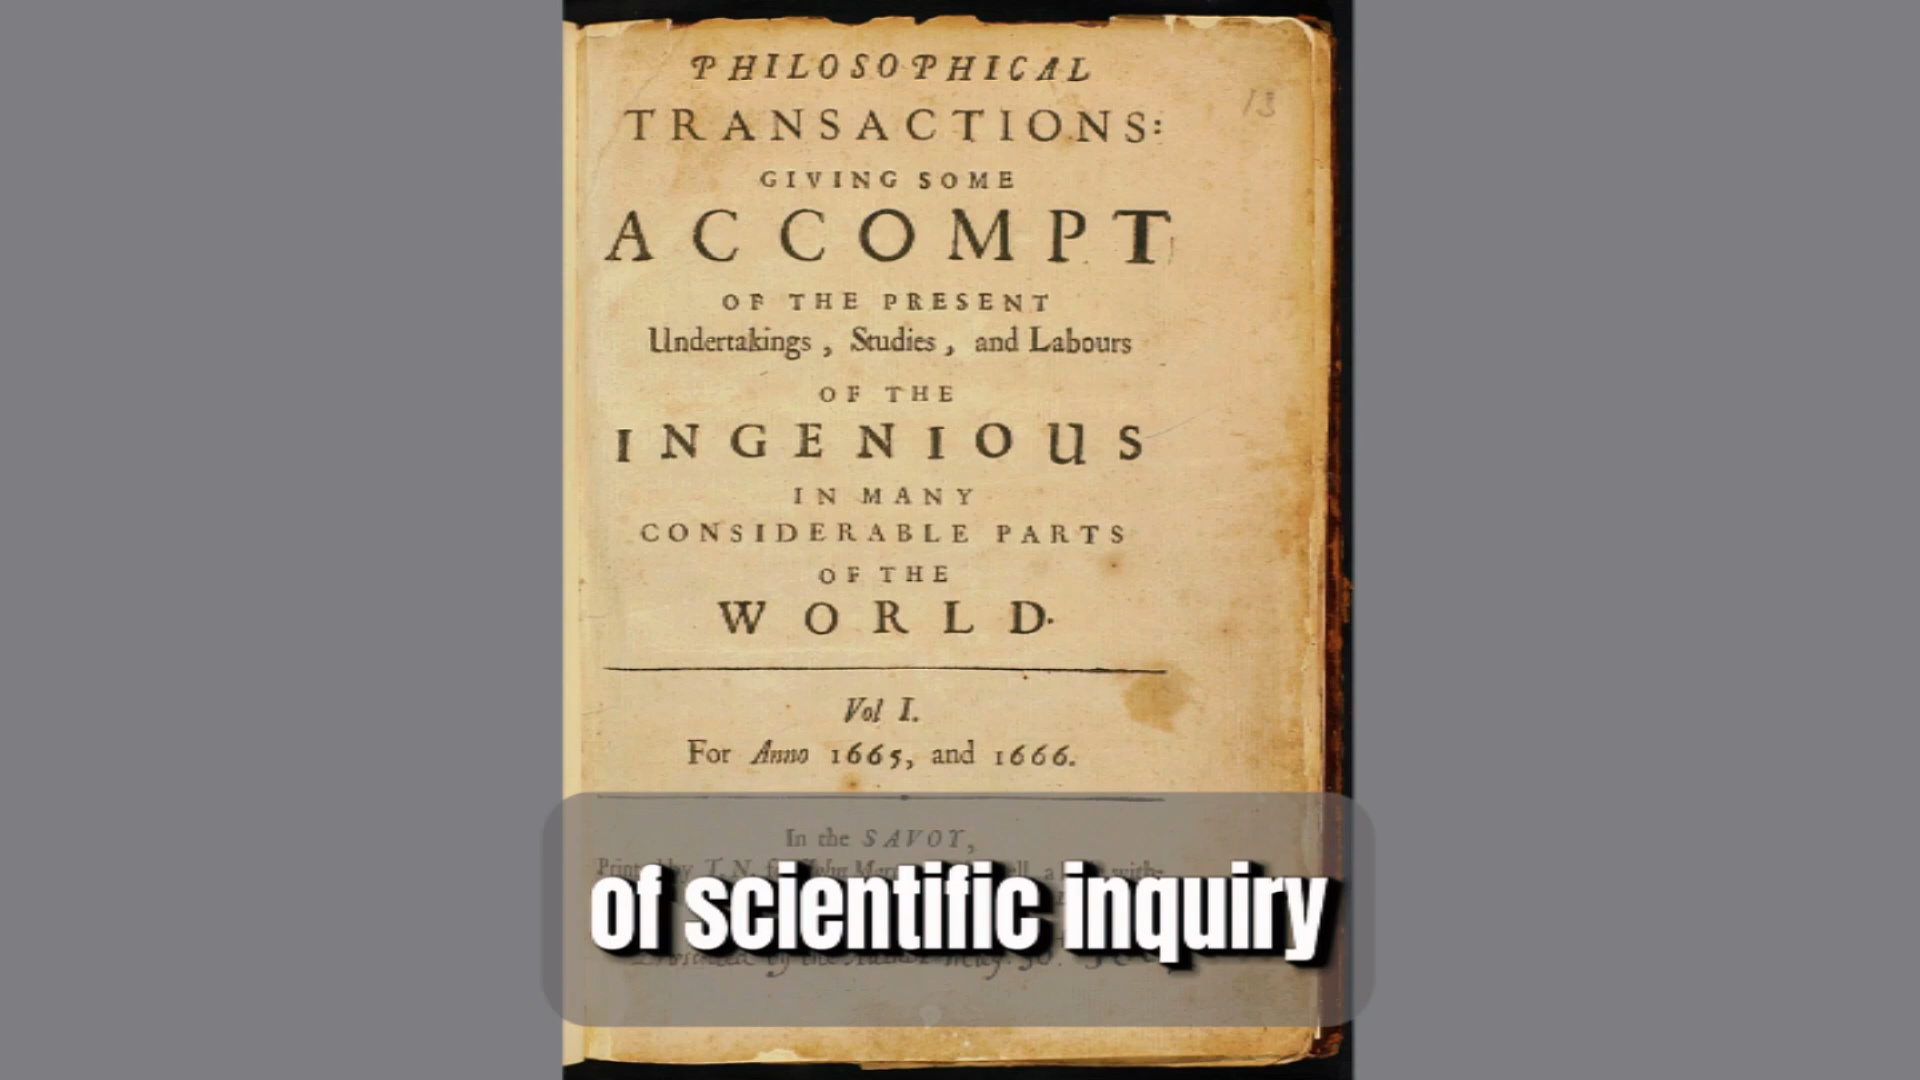 PHILOSOPHICAL
TRANSACTIONS:
GIVING SOME
ACCOMPT
OF THE PRESENT
Undertakings, Studies, and Labours
OF THE
INGENIOUS
IN MANY
CONSIDERABLE PARTS
OF THE
WORLD.
Vol I.
For Anno 1665, and 1666.
In the SAVOY,
of scientific inquiry
13